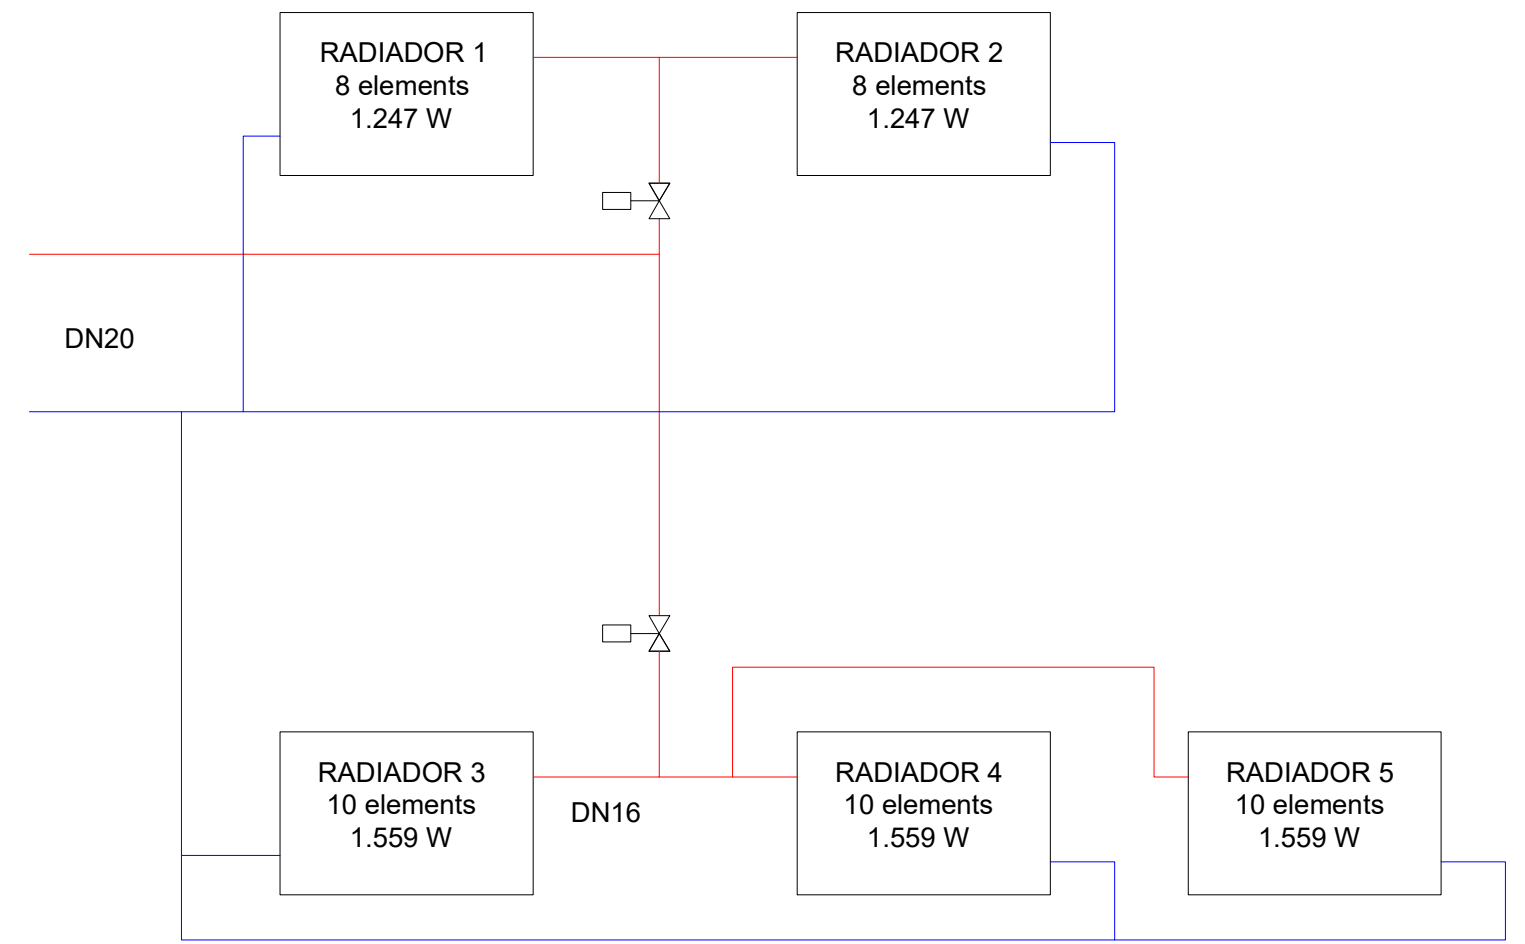 RADIADOR 1
8 elements
1.247 W
RADIADOR 2
8 elements
1.247 W
DN20
RADIADOR 3
10 elements
1.559 W
DN16
RADIADOR 4
10 elements
1.559 W
RADIADOR 5
10 elements
1.559 W